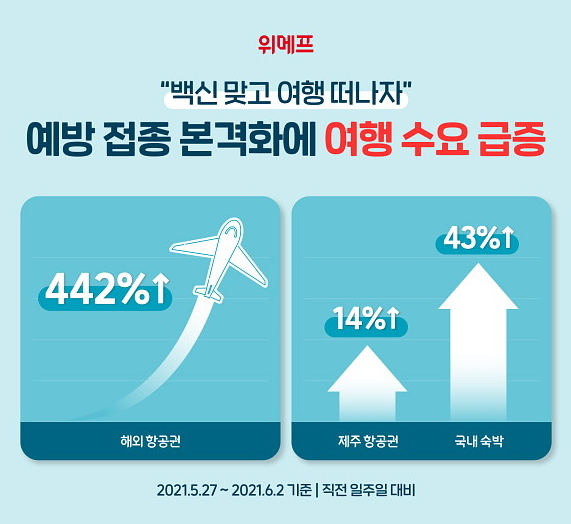 위메프
“백신 맞고 여행 떠나자”
예방 접종 본격화에 여행 수요 급증
442%↑
해외 항공권
43%↑
14%↑
제주 항공권
국내 숙박
2021.5.27 ~ 2021.6.2 기준 | 직전 일주일 대비